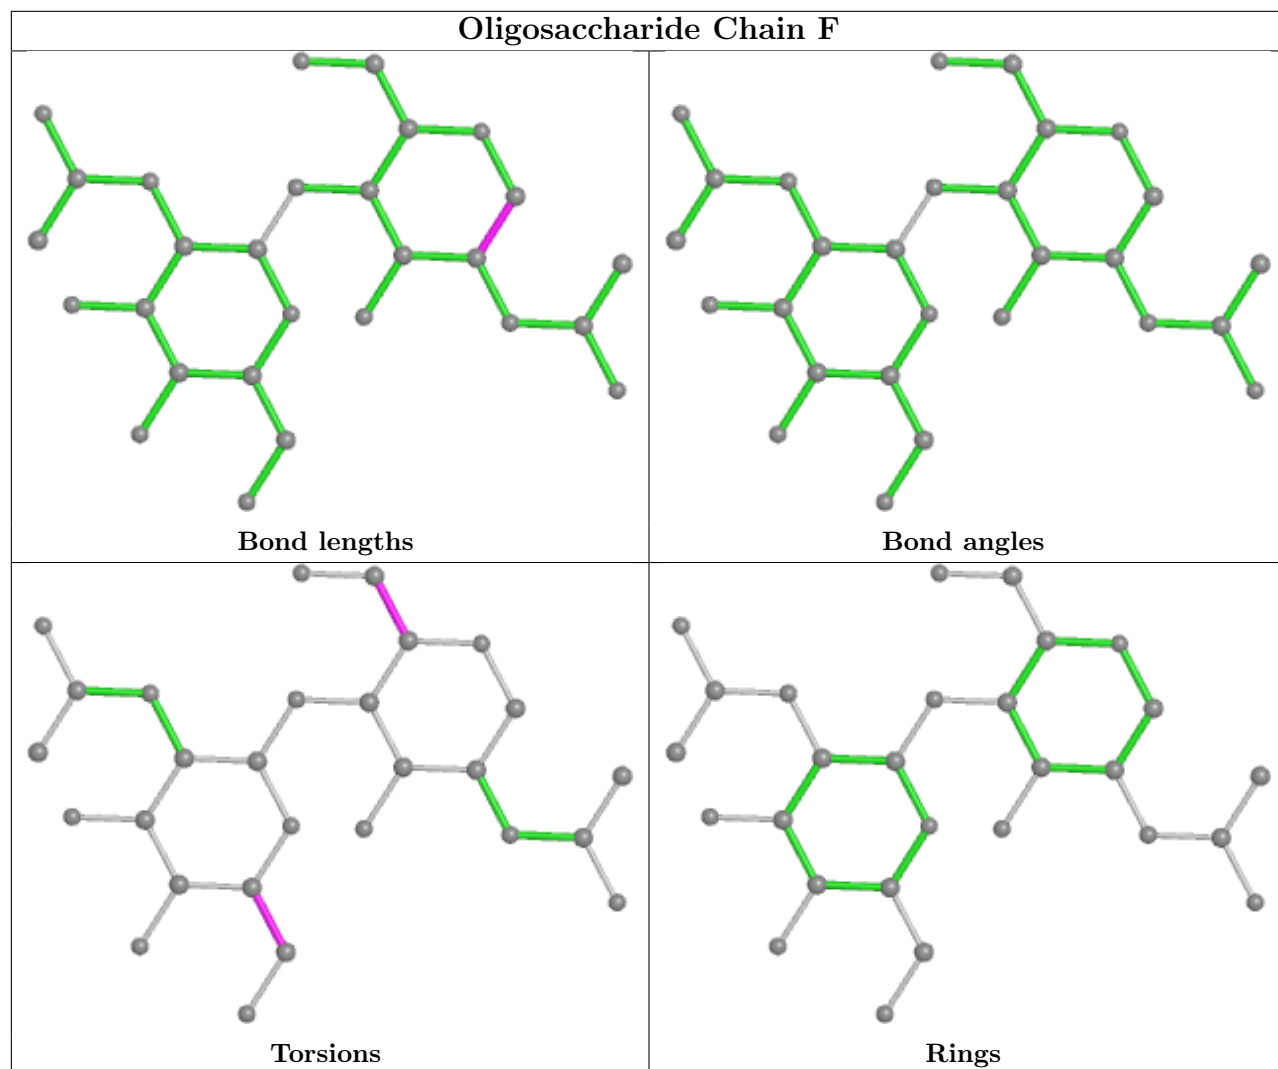 Oligosaccharide Chain F
Bond lengths
Bond angles
Torsions
Rings